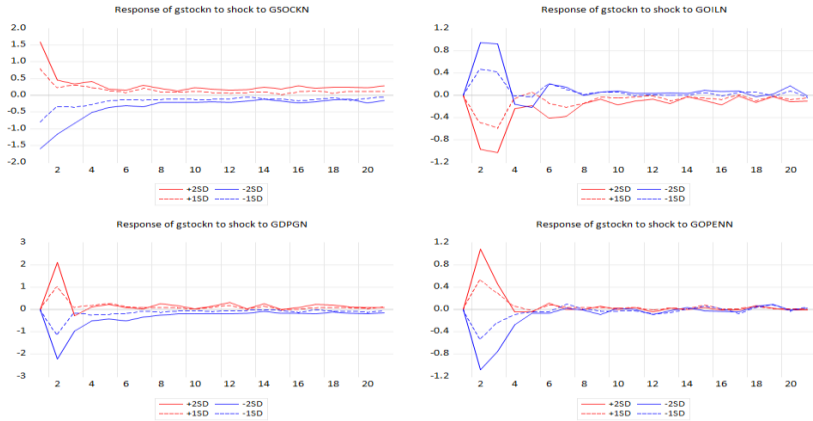 Response of gstockn to shock to GSOCKN
2.0
1.5
1.0
0.5
0.0
-0.5
-1.0
-1.5
-2.0
2 4 6 8 10 12 14 16 18 20
+2SD -2SD
+1SD -1SD
Response of gstockn to shock to GOILN
1.2
0.8
0.4
0.0
-0.4
-0.8
-1.2
2 4 6 8 10 12 14 16 18 20
+2SD -2SD
+1SD -1SD
Response of gstockn to shock to GDPGN
3
2
1
0
-1
-2
-3
2 4 6 8 10 12 14 16 18 20
+2SD -2SD
+1SD -1SD
Response of gstockn to shock to GOPENN
1.2
0.8
0.4
0.0
-0.4
-0.8
-1.2
2 4 6 8 10 12 14 16 18 20
+2SD -2SD
+1SD -1SD